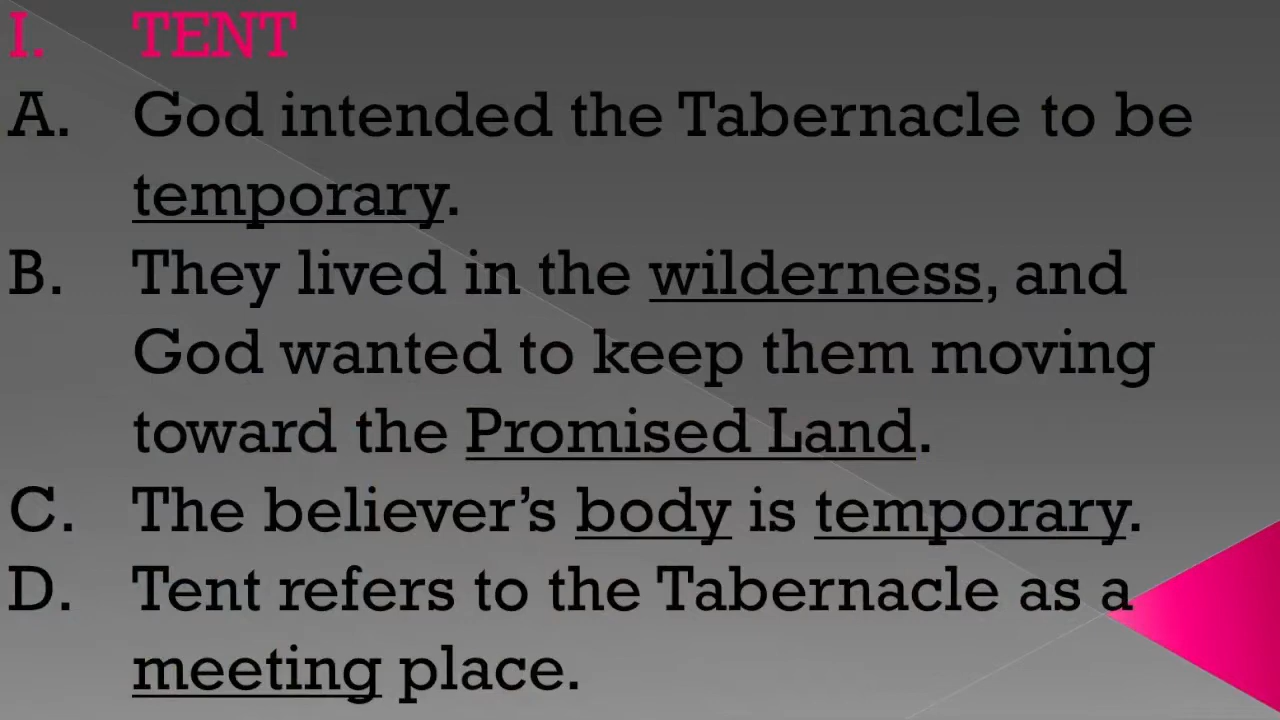 I. TENT
A. God intended the Tabernacle to be
temporary.
B. They lived in the wilderness, and
God wanted to keep them moving
toward the Promised Land.
C. The believer’s body is temporary.
D. Tent refers to the Tabernacle as a
meeting place.